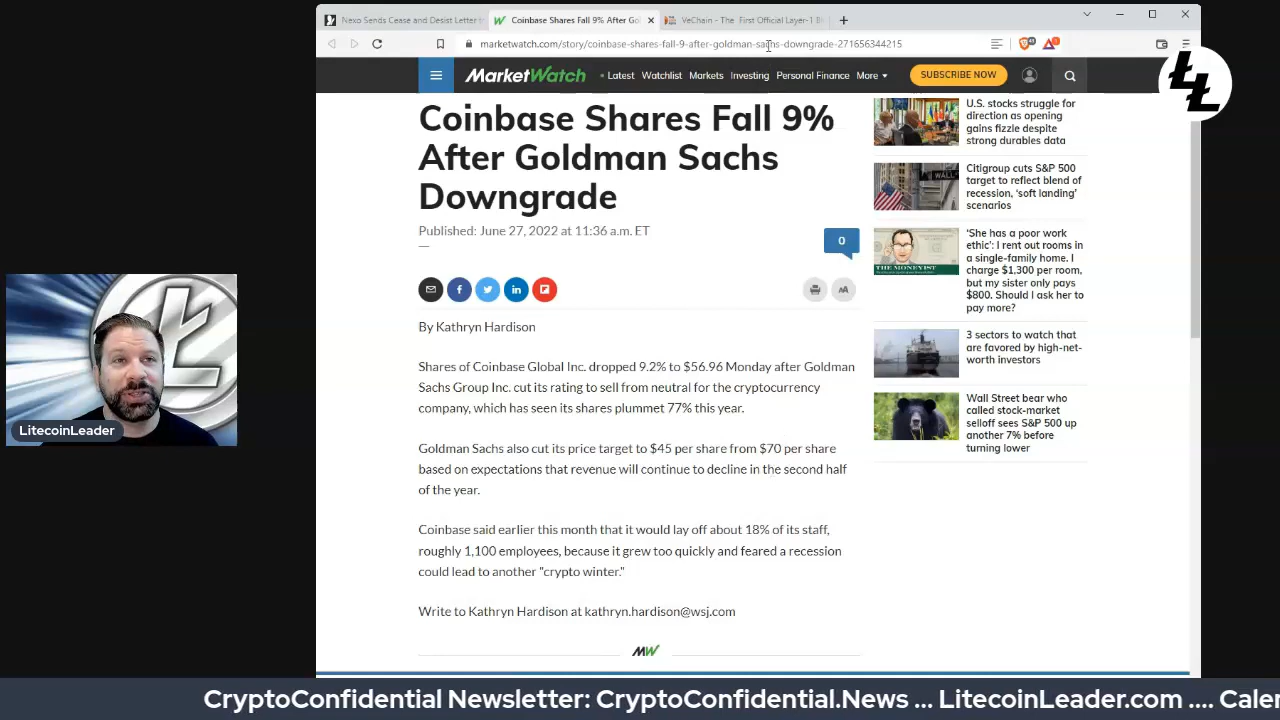 Nexo Sends Cease and Desist Letter
Coinbase Shares Fall 9% After Gol
VeChain - The First Official Layer-1 Bl
marketwatch.com/story/coinbase-shares-fall-9-after-goldman-sachs-downgrade-271656344215
MarketWatch
Latest Watchlist Markets Investing Personal Finance More
SUBSCRIBE NOW
Coinbase Shares Fall 9%
After Goldman Sachs
Downgrade
Published: June 27, 2022 at 11:36 a.m. ET
0
By Kathryn Hardison
Shares of Coinbase Global Inc. dropped 9.2% to $56.96 Monday after Goldman
Sachs Group Inc. cut its rating to sell from neutral for the cryptocurrency
company, which has seen its shares plummet 77% this year.
Goldman Sachs also cut its price target to $45 per share from $70 per share
based on expectations that revenue will continue to decline in the second half
of the year.
Coinbase said earlier this month that it would lay off about 18% of its staff,
roughly 1,100 employees, because it grew too quickly and feared a recession
could lead to another "crypto winter."
Write to Kathryn Hardison at kathryn.hardison@wsj.com
MW
U.S. stocks struggle for
direction as opening
gains fizzle despite
strong durables data
WALL
Citigroup cuts S&P 500
target to reflect blend of
recession, ‘soft landing’
scenarios
THE MONEYIST
‘She has a poor work
ethic’: I rent out rooms in
a single-family home. I
charge $1,300 per room,
but my sister only pays
$800. Should I ask her to
pay more?
3 sectors to watch that
are favored by high-net-
worth investors
Wall Street bear who
called stock-market
selloff sees S&P 500 up
another 7% before
turning lower
LitecoinLeader
CryptoConfidential Newsletter: CryptoConfidential.News ... LitecoinLeader.com .... Caler